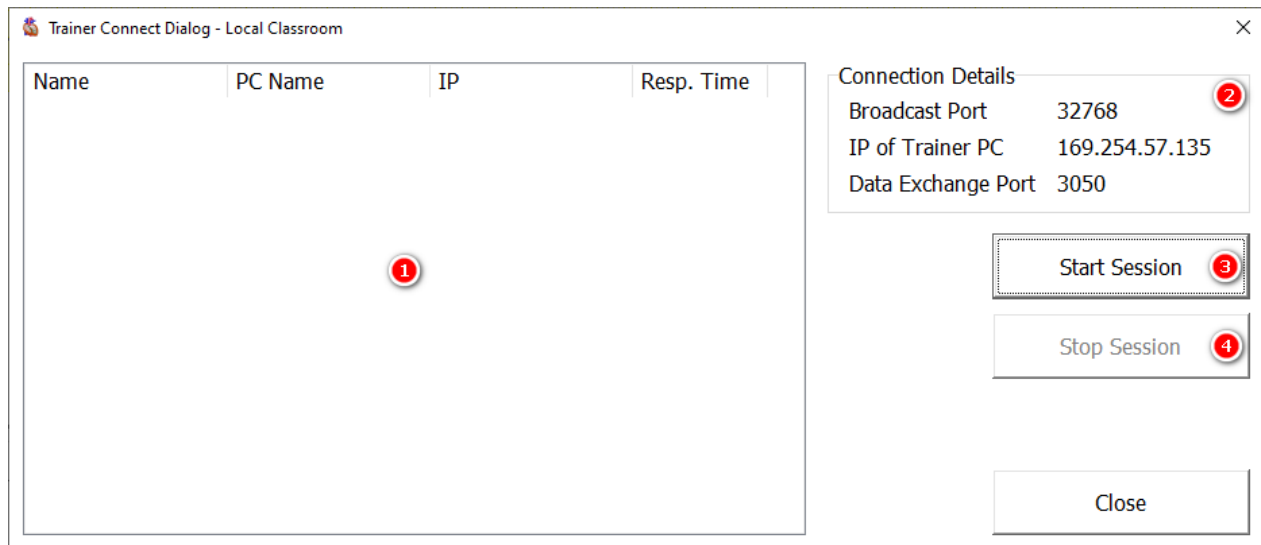 Trainer Connect Dialog - Local Classroom
Name PC Name IP Resp. Time
1
Connection Details
2
Broadcast Port 32768
IP of Trainer PC 169.254.57.135
Data Exchange Port 3050
Start Session 3
Stop Session 4
Close